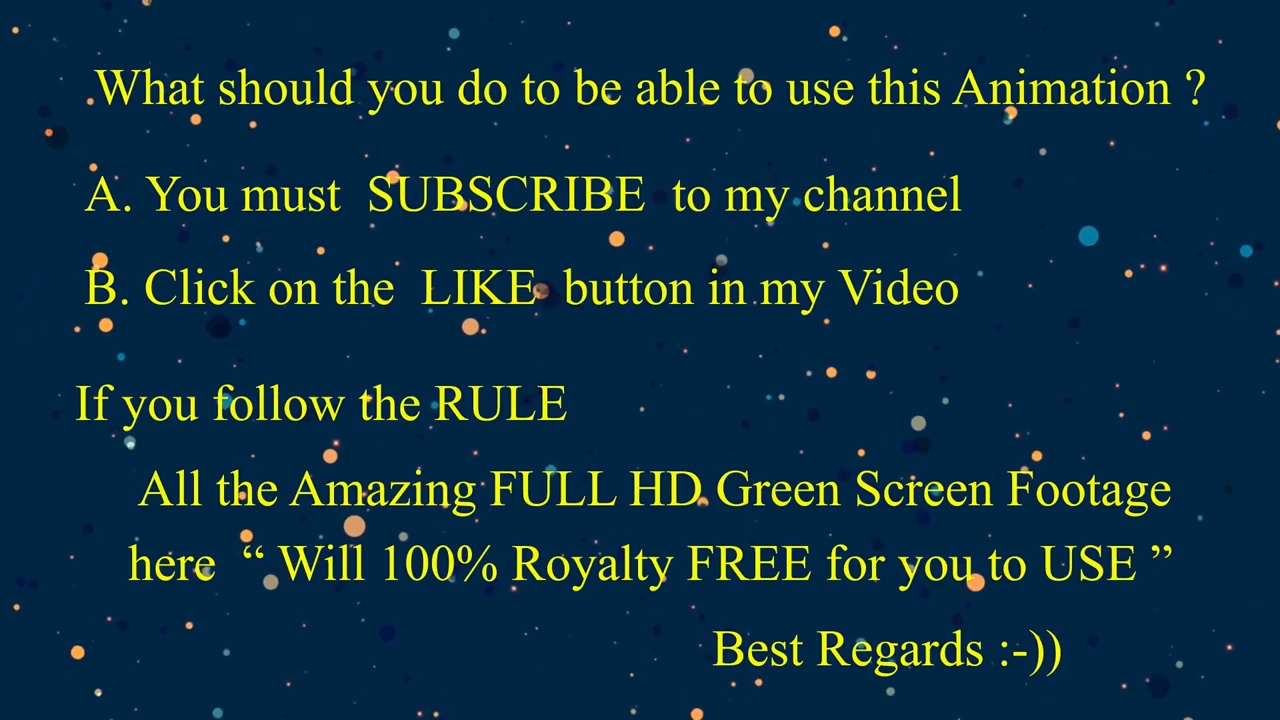 What should you do to be able to use this Animation ?
A. You must SUBSCRIBE to my channel
B. Click on the LIKE button in my Video
If you follow the RULE
All the Amazing FULL HD Green Screen Footage
here “ Will 100% Royalty FREE for you to USE ”
Best Regards :-))